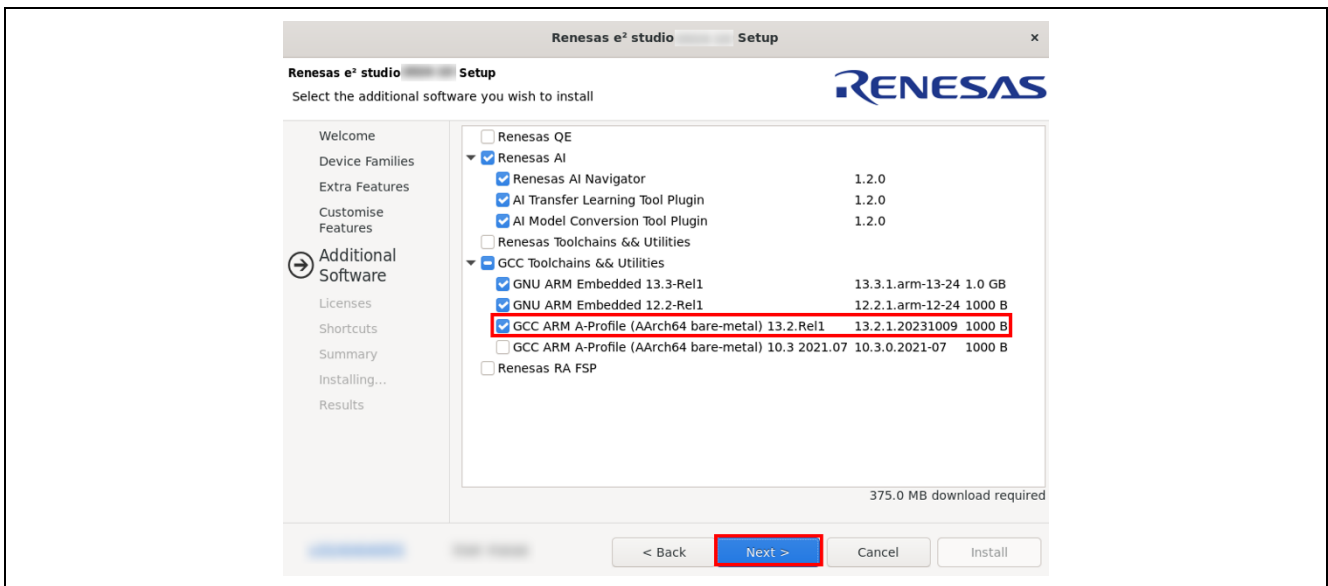 Renesas e² studio Setup x
Renesas e² studio Setup
Select the additional software you wish to install
RENESAS
Welcome
Device Families
Extra Features
Customise
Features
Additional
Software
Licenses
Shortcuts
Summary
Installing...
Results
Renesas QE
Renesas AI
Renesas AI Navigator 1.2.0
AI Transfer Learning Tool Plugin 1.2.0
AI Model Conversion Tool Plugin 1.2.0
Renesas Toolchains && Utilities
GCC Toolchains && Utilities
GNU ARM Embedded 13.3-Rel1 13.3.1.arm-13-24 1.0 GB
GNU ARM Embedded 12.2-Rel1 12.2.1.arm-12-24 1000 B
GCC ARM A-Profile (AArch64 bare-metal) 13.2.Rel1 13.2.1.20231009 1000 B
GCC ARM A-Profile (AArch64 bare-metal) 10.3 2021.07 10.3.0.2021-07 1000 B
Renesas RA FSP
375.0 MB download required
< Back Next > Cancel Install